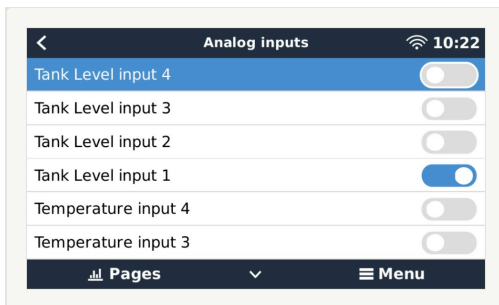 Analog inputs 10:22
Tank Level input 4
Tank Level input 3
Tank Level input 2
Tank Level input 1
Temperature input 4
Temperature input 3
Pages Menu